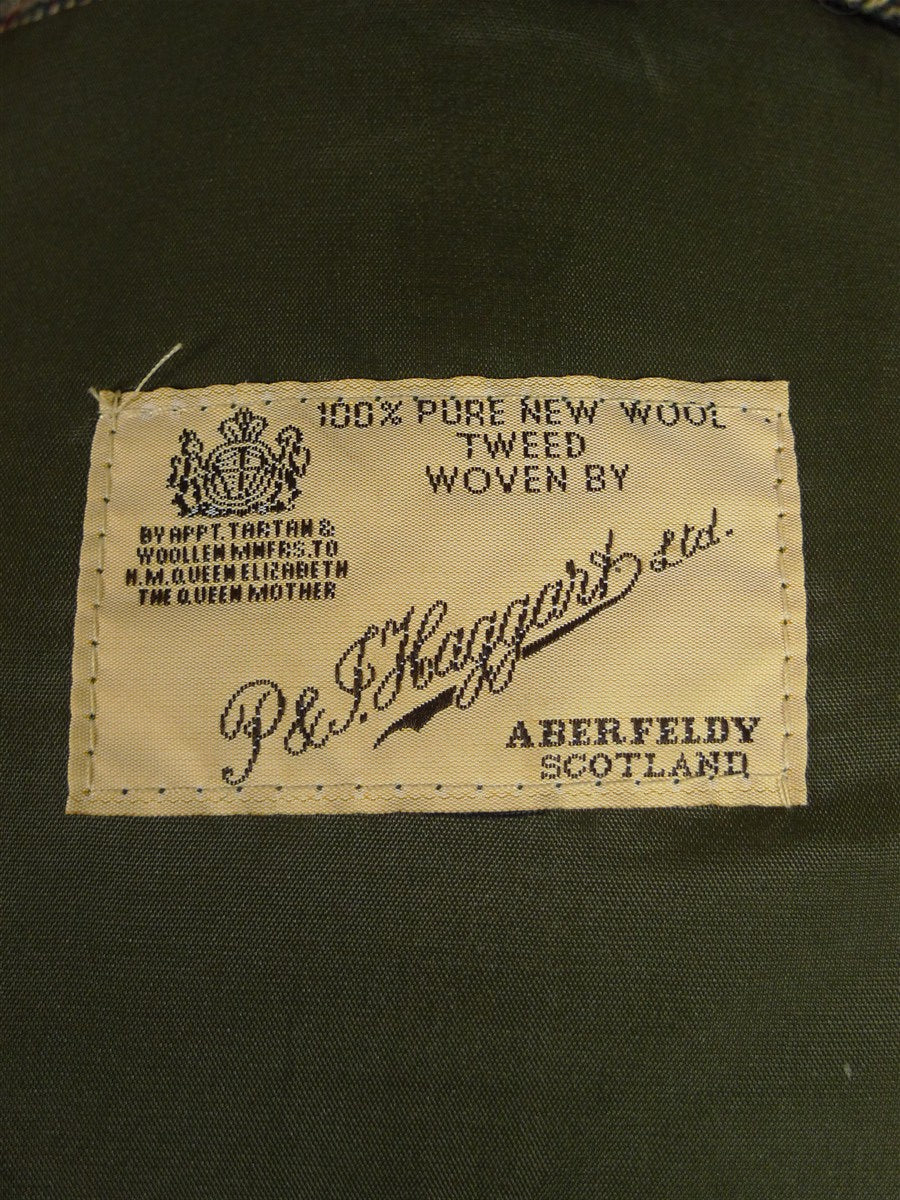 100% PURE NEW WOOL
TWEED
WOVEN BY
BY APPT. TARTAN &
WOOLLEN MNFRS. TO
H.M. QUEEN ELIZABETH
THE QUEEN MOTHER
P & J. Haggart Ltd.
ABERFELDY
SCOTLAND